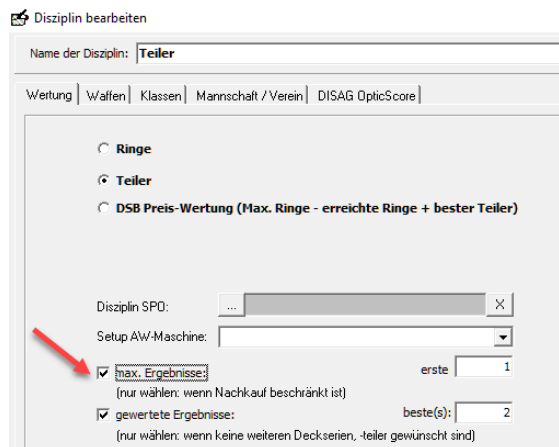 Disziplin bearbeiten
Name der Disziplin: Teiler
Wertung Waffen Klassen Mannschaft / Verein DISAG OpticScore
Ringe
Teiler
DSB Preis-Wertung (Max. Ringe - erreichte Ringe + bester Teiler)
Disziplin SPO: ... X
Setup AW-Maschine:
max. Ergebnisse: erste 1
(nur wählen: wenn Nachkauf beschränkt ist)
gewertete Ergebnisse: beste(s): 2
(nur wählen: wenn keine weiteren Deckserien, -teiler gewünscht sind)